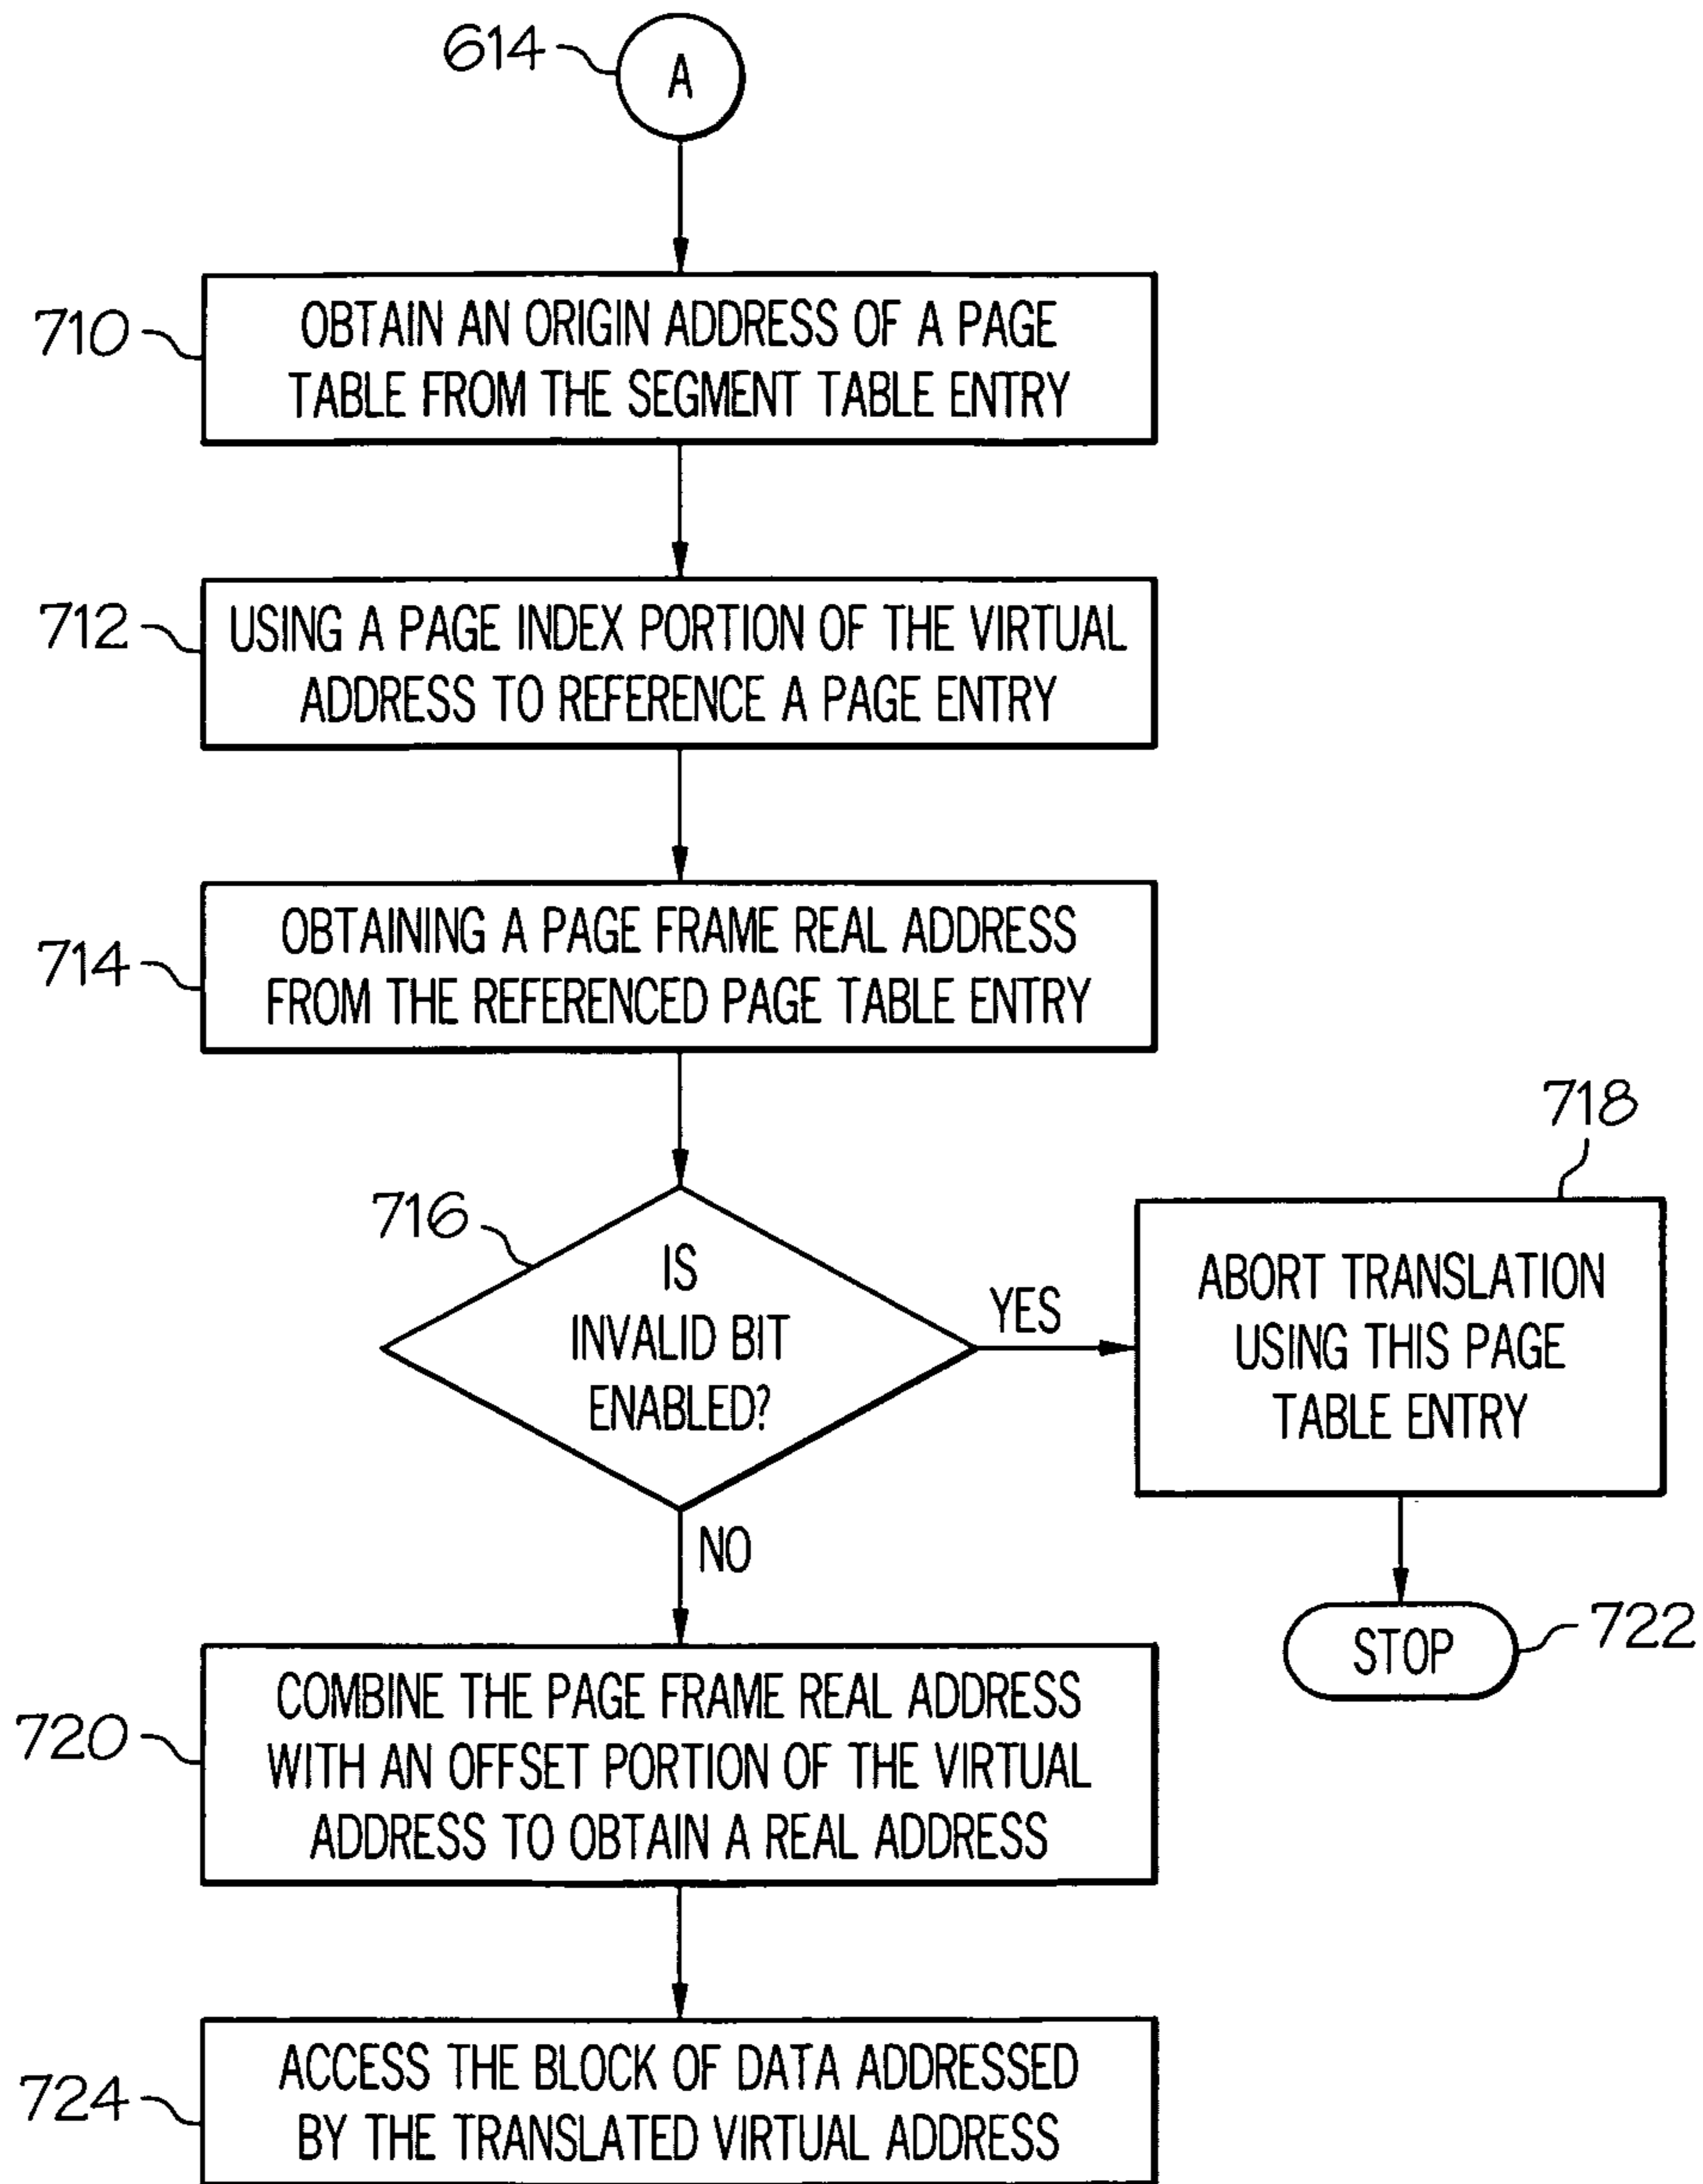 614
A
710
OBTAIN AN ORIGIN ADDRESS OF A PAGE
TABLE FROM THE SEGMENT TABLE ENTRY
712
USING A PAGE INDEX PORTION OF THE VIRTUAL
ADDRESS TO REFERENCE A PAGE ENTRY
714
OBTAINING A PAGE FRAME REAL ADDRESS
FROM THE REFERENCED PAGE TABLE ENTRY
716
IS
INVALID BIT
ENABLED?
YES
718
ABORT TRANSLATION
USING THIS PAGE
TABLE ENTRY
NO
STOP
722
720
COMBINE THE PAGE FRAME REAL ADDRESS
WITH AN OFFSET PORTION OF THE VIRTUAL
ADDRESS TO OBTAIN A REAL ADDRESS
724
ACCESS THE BLOCK OF DATA ADDRESSED
BY THE TRANSLATED VIRTUAL ADDRESS